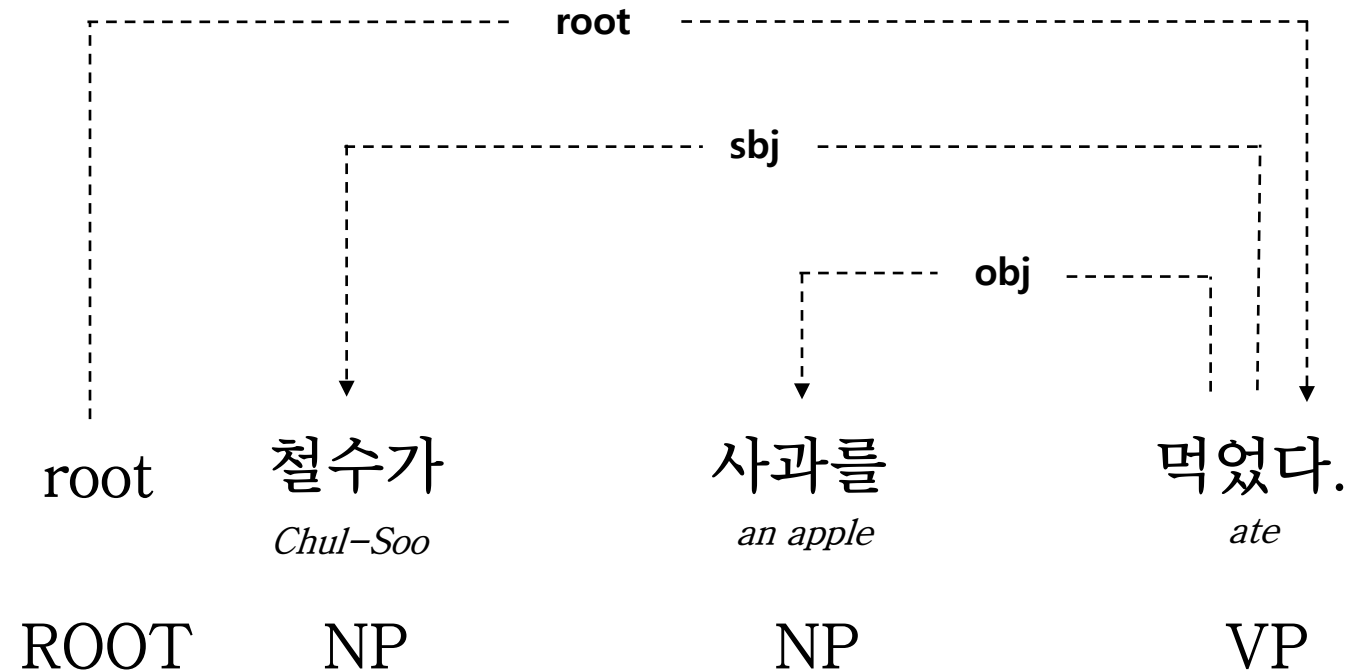 root
sbj
obj
root 철수가 사과를 먹었다.
Chul-Soo an apple ate
ROOT NP NP VP